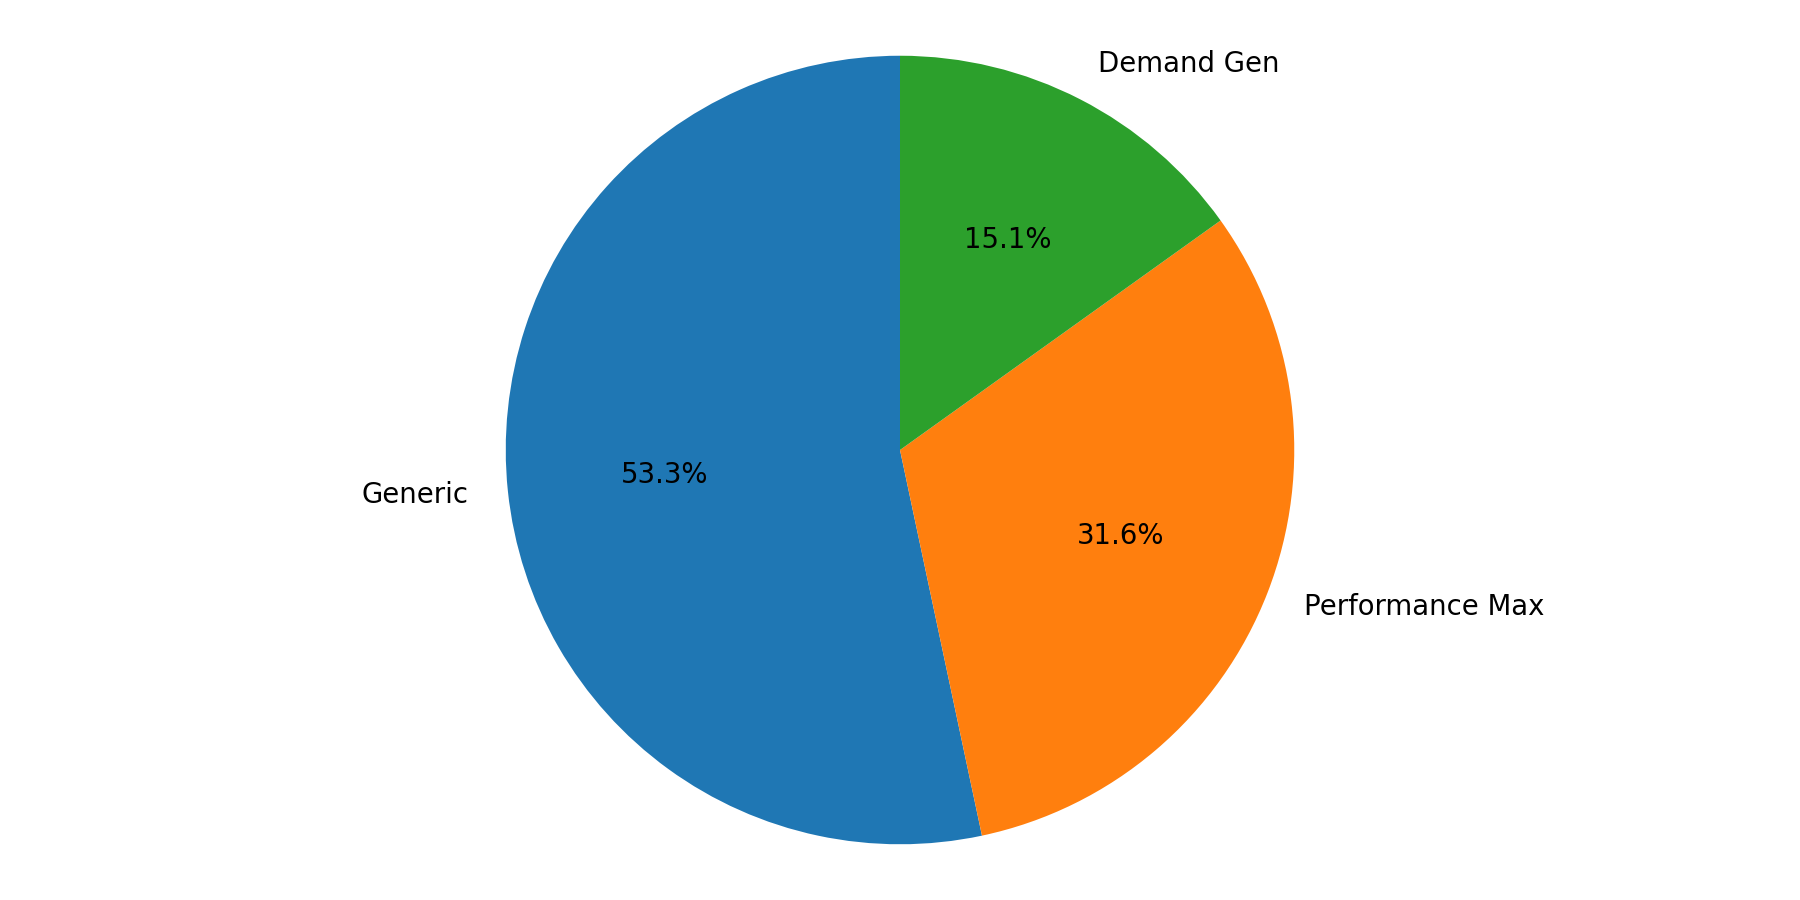 Demand Gen
15.1%
53.3%
Generic
31.6%
Performance Max